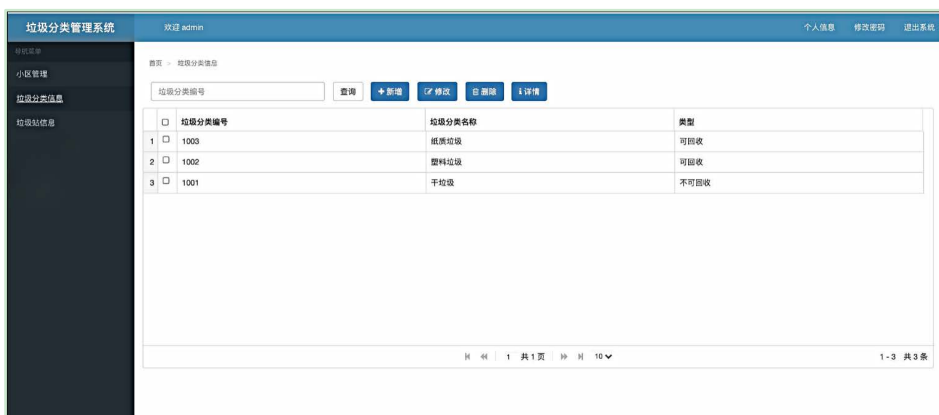 垃圾分类管理系统 欢迎 admin 个人信息 修改密码 退出系统
导航菜单
小区管理
垃圾分类信息
垃圾站信息
首页 > 垃圾分类信息
垃圾分类编号 查询 新增 修改 删除 详情
垃圾分类编号 垃圾分类名称 类型
1 1003 纸质垃圾 可回收
2 1002 塑料垃圾 可回收
3 1001 干垃圾 不可回收
1 共 1 页 10 1 - 3 共 3 条